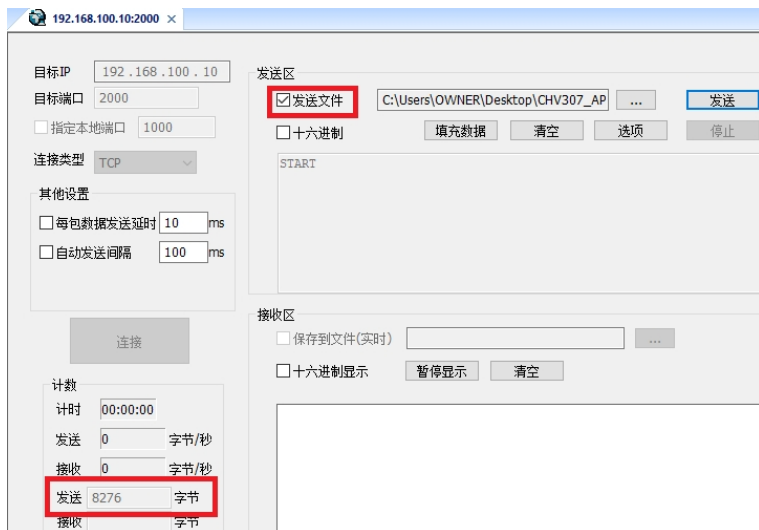 192.168.100.10:2000 ×
目标IP 192 . 168 . 100 . 10
目标端口 2000
指定本地端口 1000
连接类型 TCP
其他设置
每包数据发送延时 10 ms
自动发送间隔 100 ms
连接
计数
计时 00:00:00
发送 0 字节/秒
接收 0 字节/秒
发送 8276 字节
接收 字节
发送区
发送文件 C:\Users\OWNER\Desktop\CHV307_AP ... 发送
十六进制 填充数据 清空 选项 停止
START
接收区
保存到文件(实时) ...
十六进制显示 暂停显示 清空